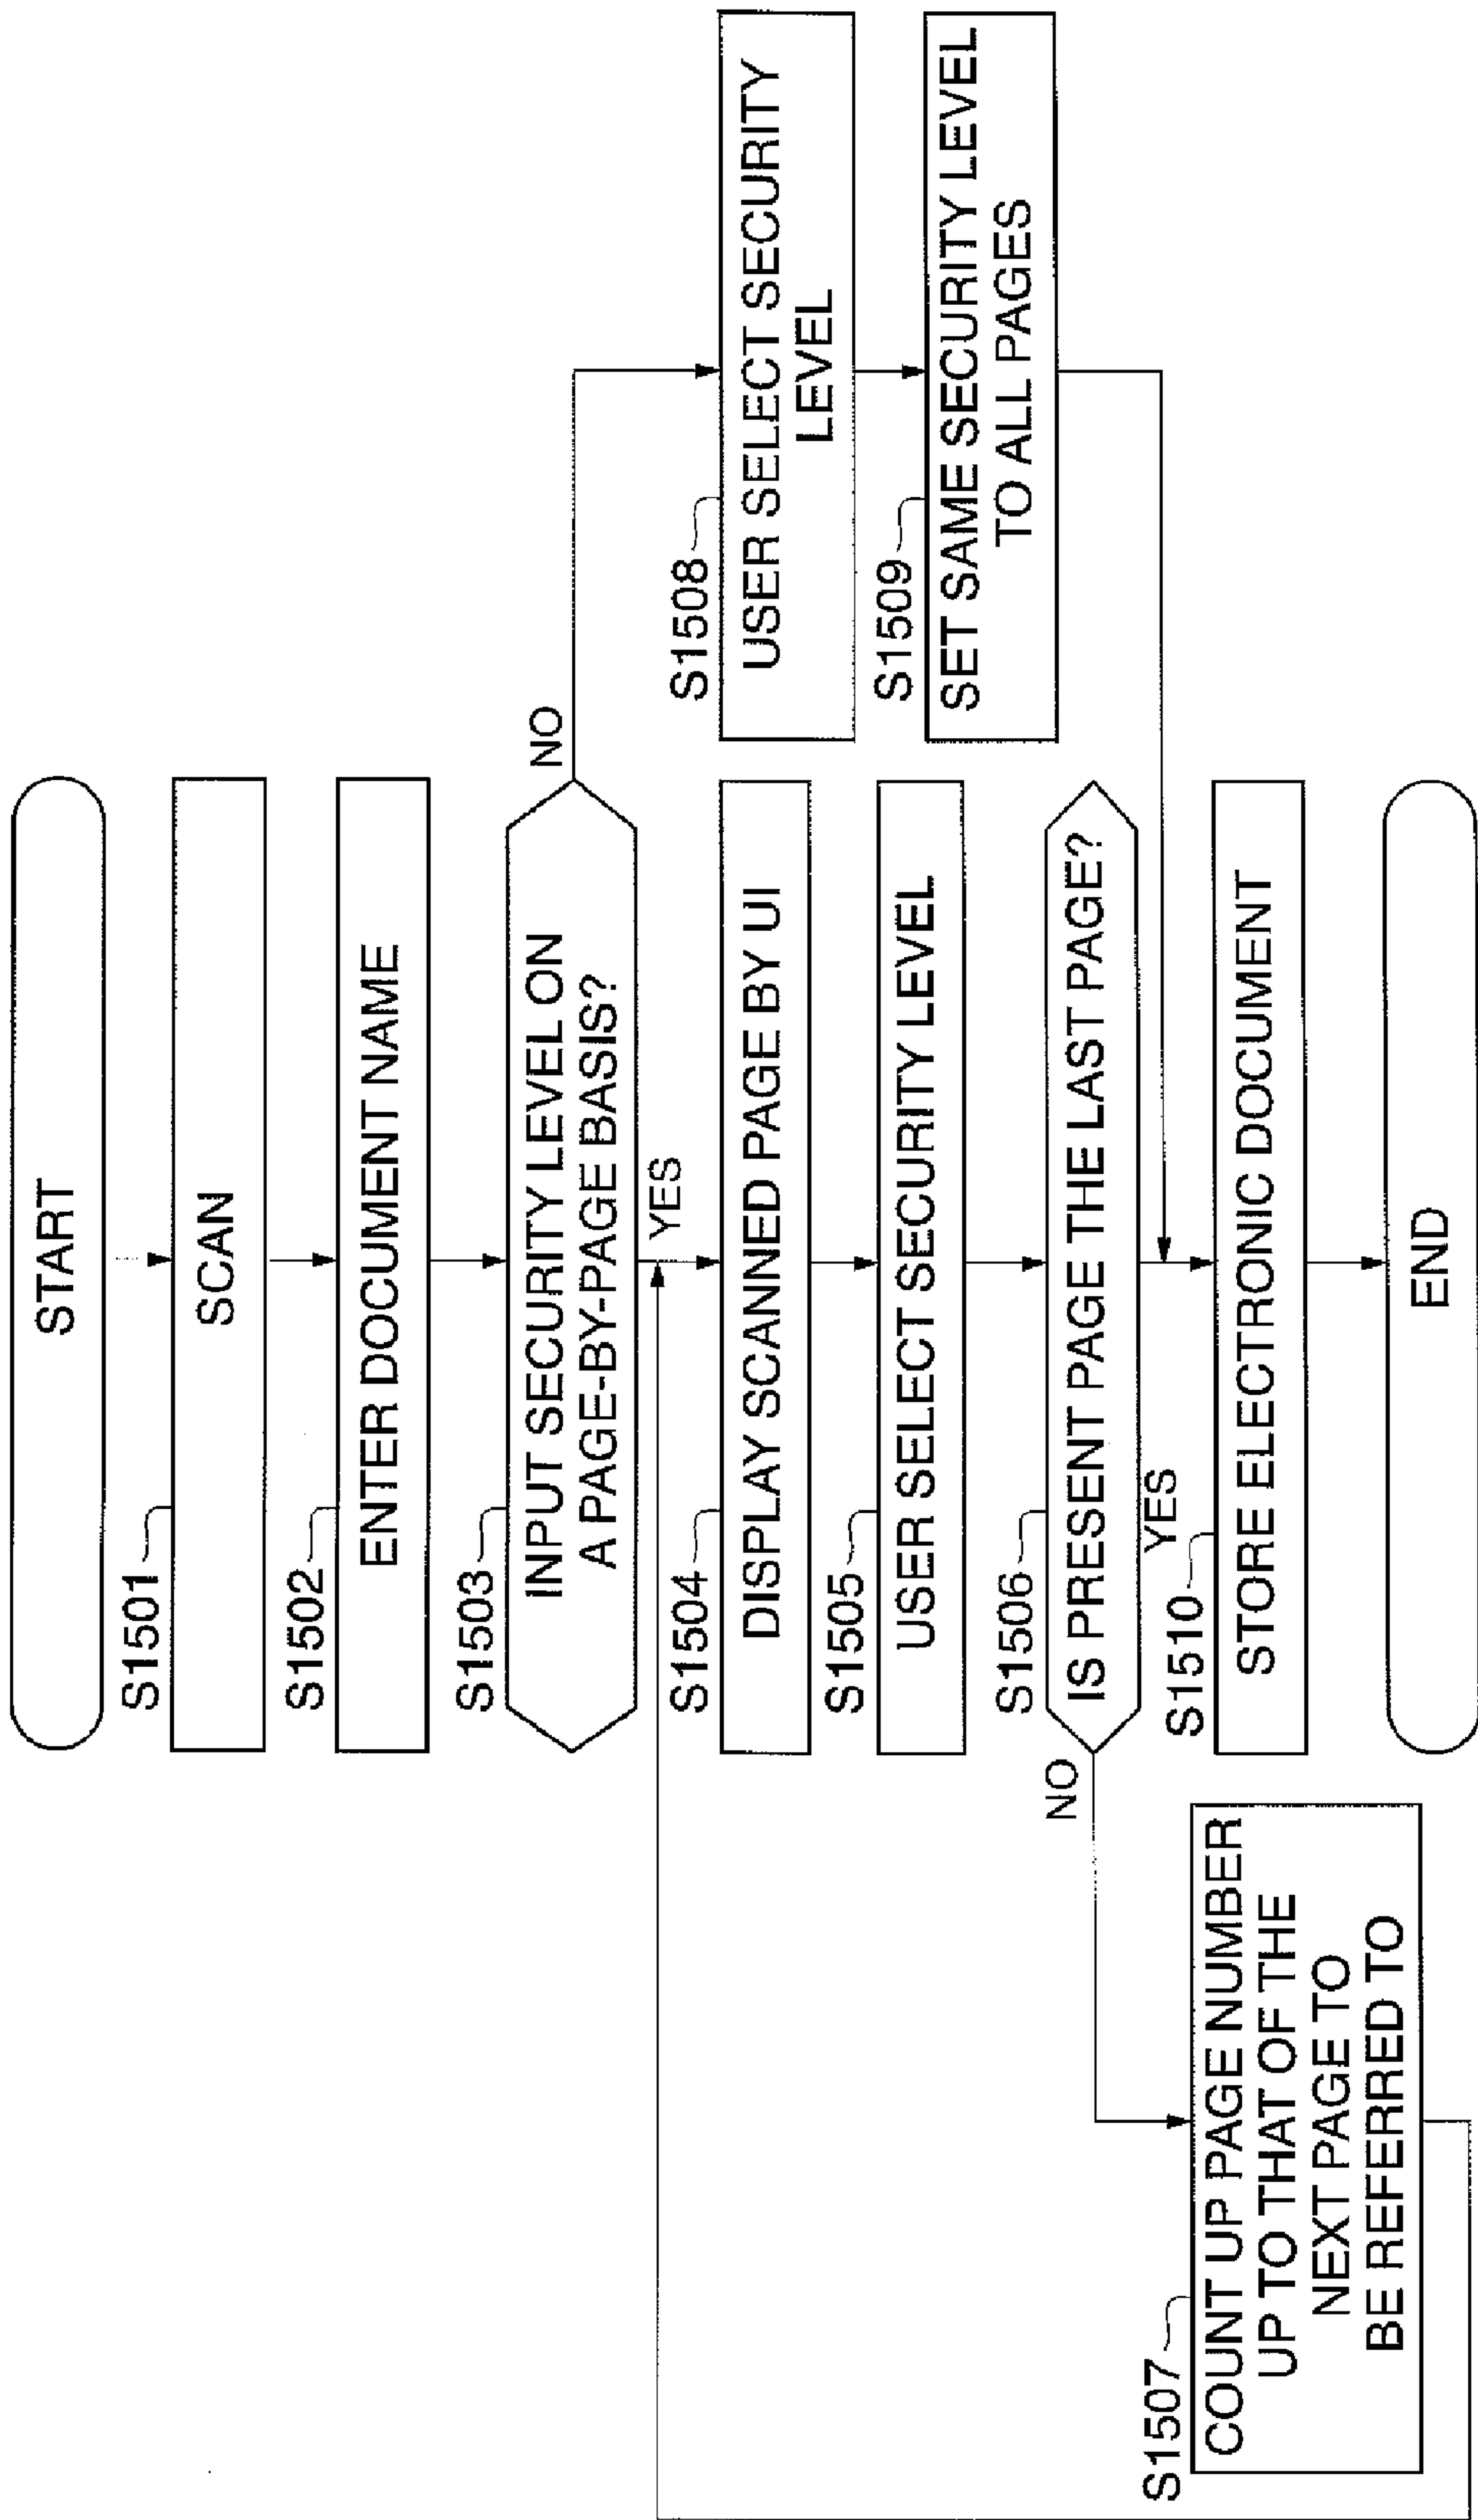 START
S1501
SCAN
S1502
ENTER DOCUMENT NAME
S1503
INPUT SECURITY LEVEL ON
A PAGE-BY-PAGE BASIS?
NO
YES
S1504
DISPLAY SCANNED PAGE BY UI
S1508
USER SELECT SECURITY
LEVEL
S1505
USER SELECT SECURITY LEVEL
S1509
SET SAME SECURITY LEVEL
TO ALL PAGES
S1506
IS PRESENT PAGE THE LAST PAGE?
NO
YES
S1507
COUNT UP PAGE NUMBER
UP TO THAT OF THE
NEXT PAGE TO
BE REFERRED TO
S1510
STORE ELECTRONIC DOCUMENT
END